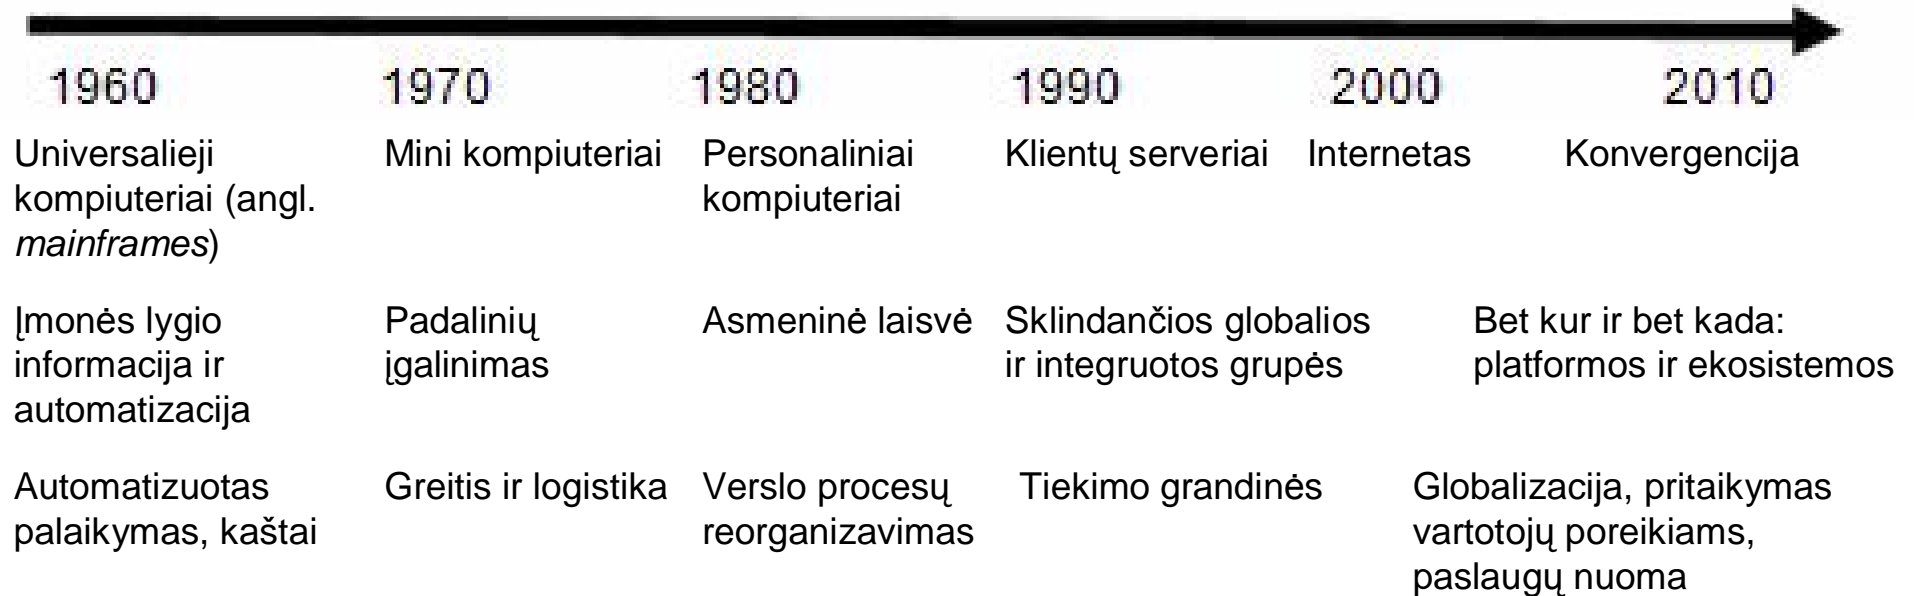 1960 1970 1980 1990 2000 2010
Universalieji Mini kompiuteriai Personaliniai Klientų serveriai Internetas Konvergencija
kompiuteriai (angl. kompiuteriai
mainframes)
Įmonės lygio Padalinių Asmeninė laisvė Sklindančios globalios Bet kur ir bet kada:
informacija ir įgalinimas ir integruotos grupės platformos ir ekosistemos
automatizacija
Automatizuotas Greitis ir logistika Verslo procesų Tiekimo grandinės Globalizacija, pritaikymas
palaikymas, kaštai reorganizavimas vartotojų poreikiams,
paslaugų nuoma